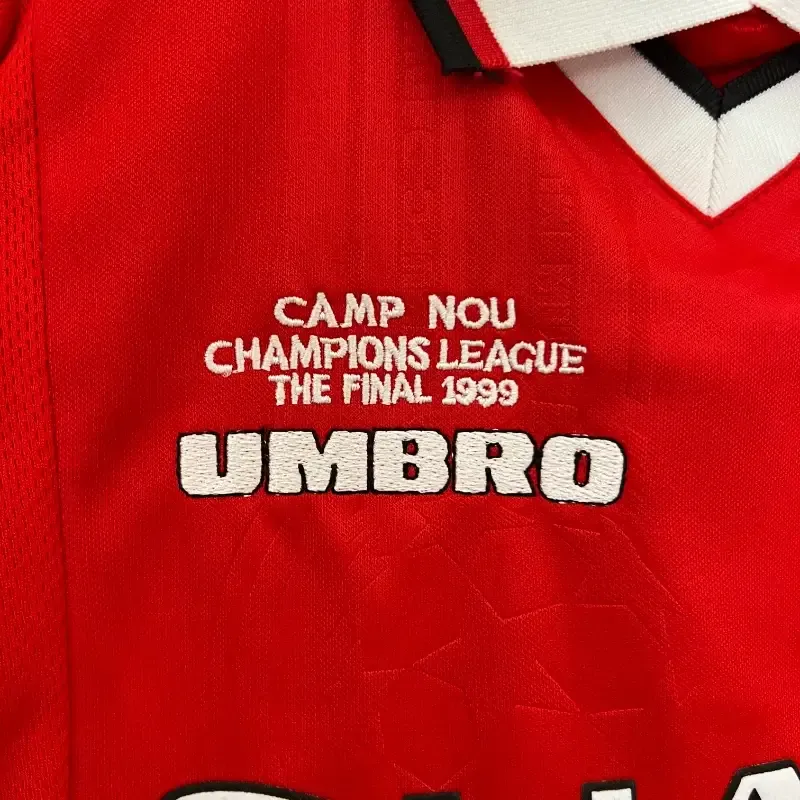 CAMP NOU
CHAMPIONS LEAGUE
THE FINAL 1999
UMBRO